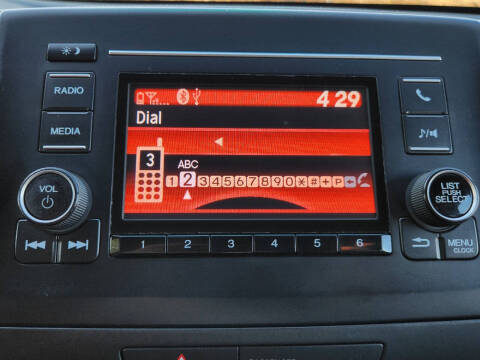 RADIO
MEDIA
VOL
4 29
Dial
3
ABC
1 2 3 4 5 6 7 8 9 0 * # + P
1 2 3 4 5 6
LIST
PUSH
SELECT
MENU
CLOCK